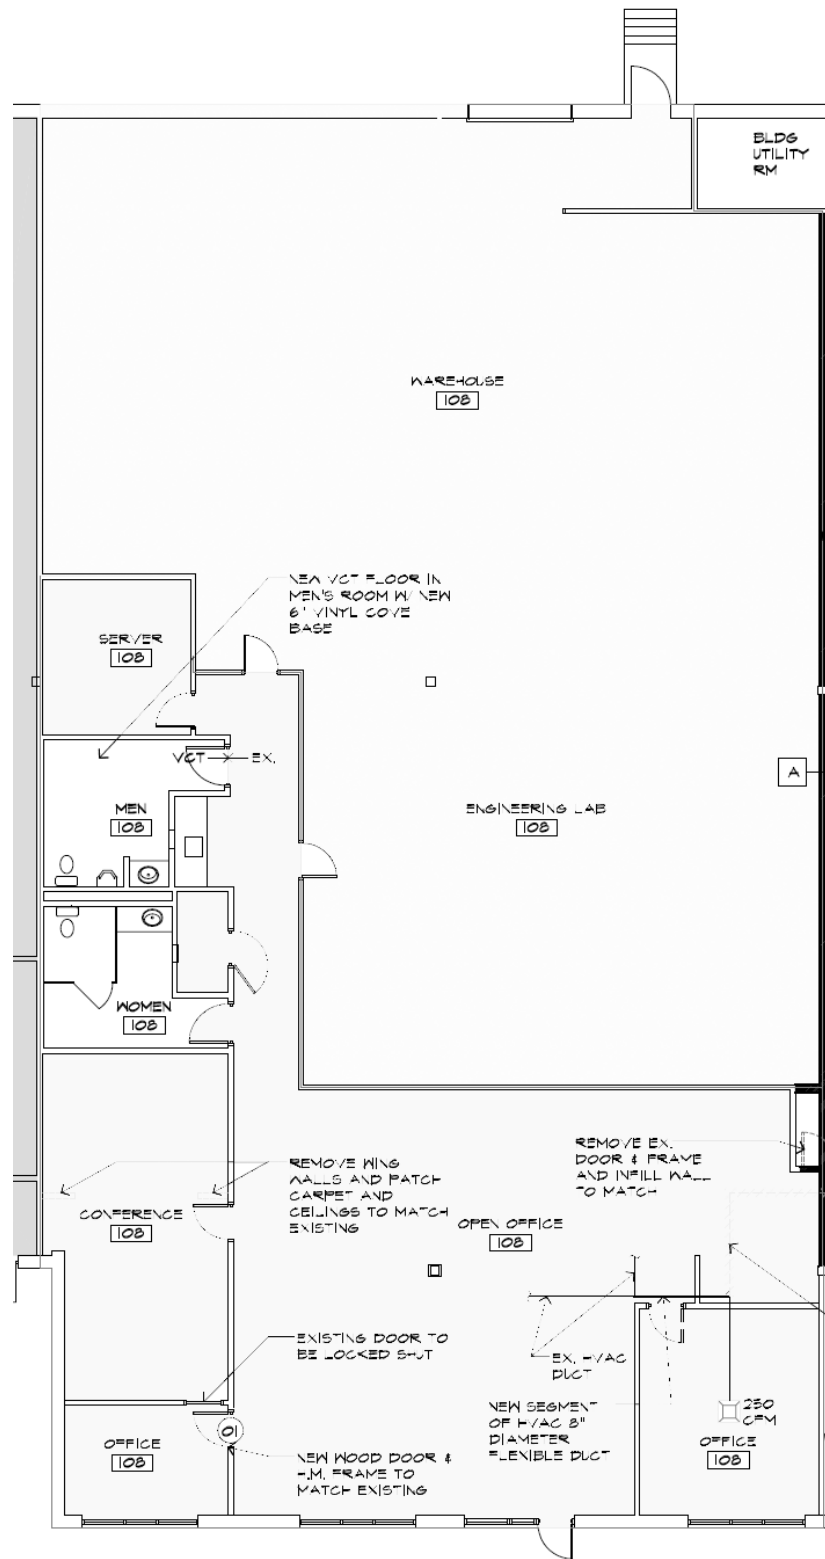 BLDG
UTILITY
RM
WAREHOUSE
108
NEW VCT FLOOR IN
MEN'S ROOM W/ NEW
6" VINYL COVE
BASE
SERVER
108
VCT
EX.
A
MEN
108
ENGINEERING LAB
108
WOMEN
108
REMOVE EX.
DOOR & FRAME
AND INFILL WALL
TO MATCH
REMOVE WING
WALLS AND PATCH
CARPET AND
CEILINGS TO MATCH
EXISTING
CONFERENCE
108
OPEN OFFICE
108
EXISTING DOOR TO
BE LOCKED SHUT
EX. HVAC
DUCT
NEW SEGMENT
OF HVAC 8"
DIAMETER
FLEXIBLE DUCT
250
CFM
OFFICE
108
01
OFFICE
108
NEW WOOD DOOR &
H.M. FRAME TO
MATCH EXISTING